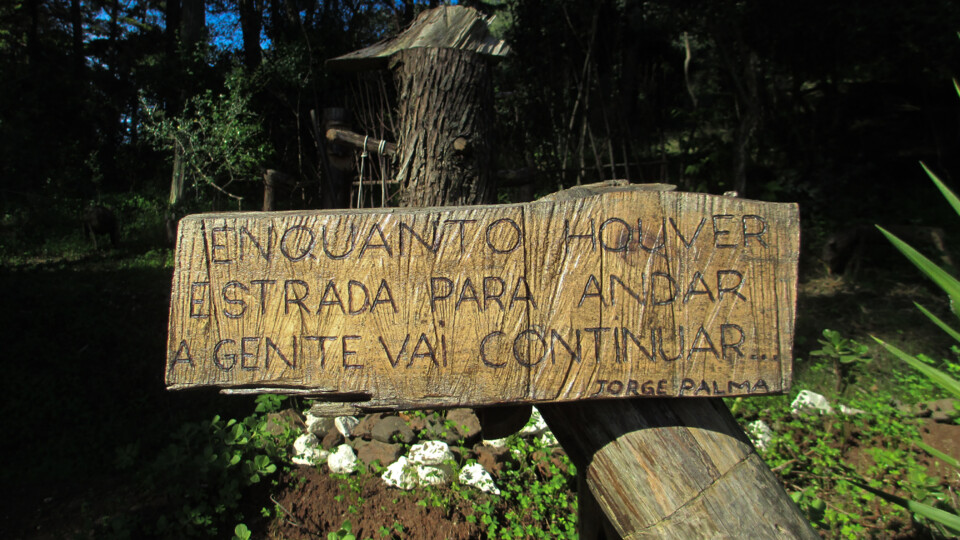 ENQUANTO HOUVER
ESTRADA PARA ANDAR
A GENTE VAi CONTINUAR...
JORGE PALMA